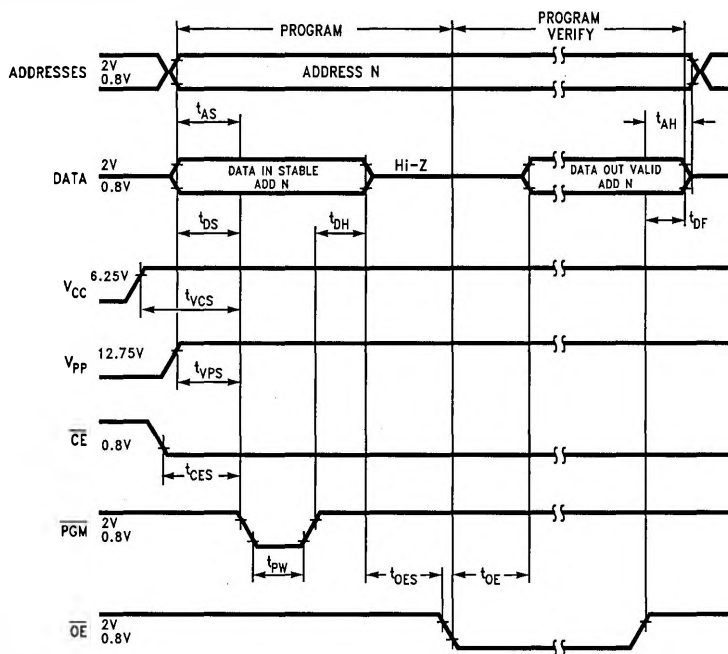 PROGRAM
PROGRAM
VERIFY
ADDRESSES
2V
0.8V
ADDRESS N
tAS
tAH
DATA
2V
0.8V
DATA IN STABLE
ADD N
Hi-Z
DATA OUT VALID
ADD N
tDS
tDH
tDF
VCC
6.25V
tVCS
VPP
12.75V
tVPS
CE
0.8V
tCES
PGM
2V
0.8V
tPW
tOES
tOE
OE
2V
0.8V